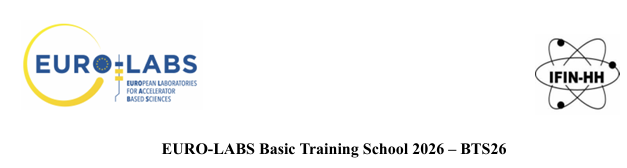 EURO-LABS
EUROPEAN LABORATORIES
FOR ACCELERATOR
BASED SCIENCES
IFIN-HH
EURO-LABS Basic Training School 2026 – BTS26